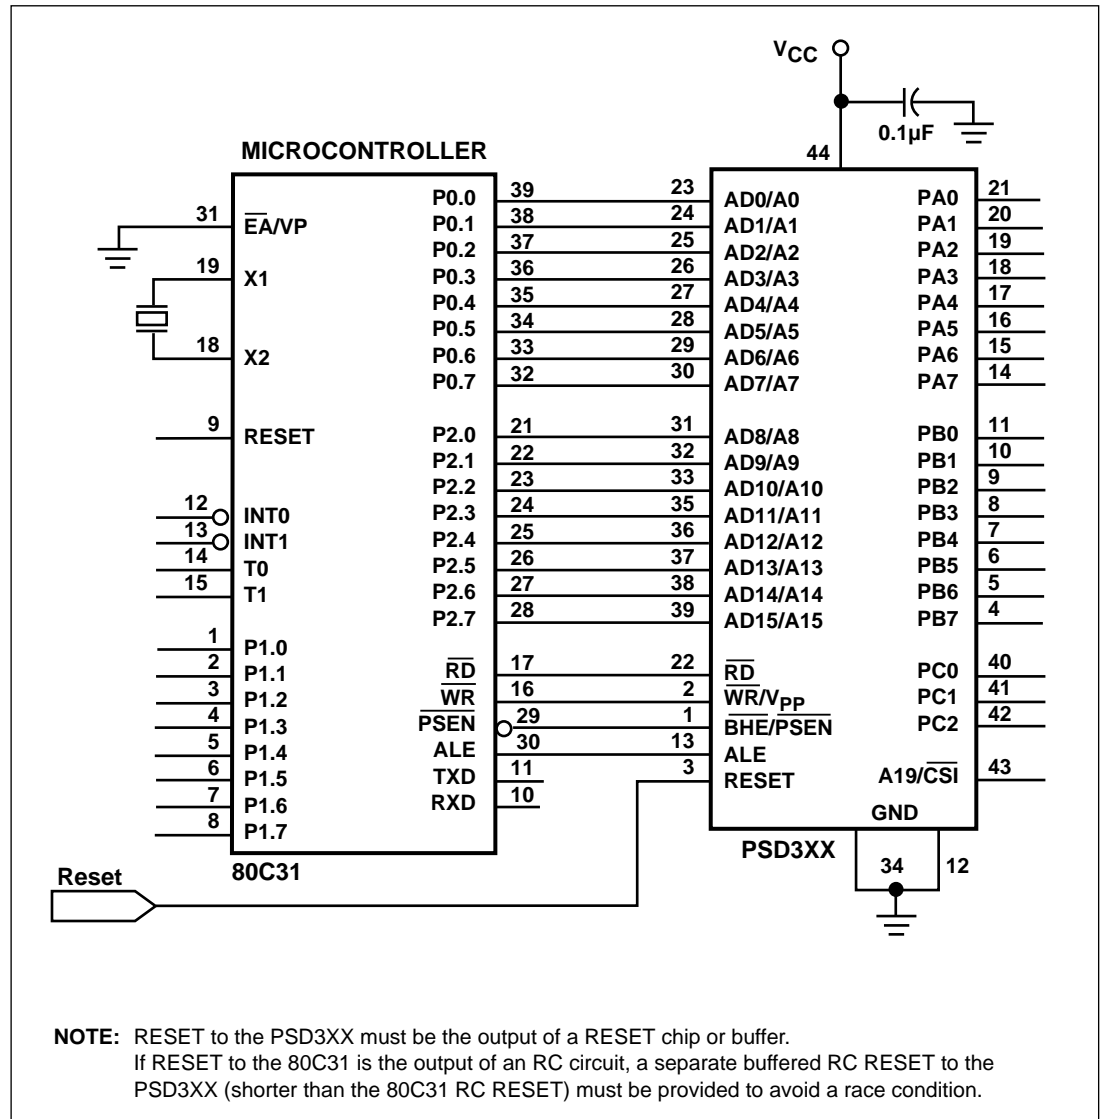 VCC
0.1µF
44
MICROCONTROLLER
31 EA/VP
19 X1
18 X2
9 RESET
12 INT0
13 INT1
14 T0
15 T1
1 P1.0
2 P1.1
3 P1.2
4 P1.3
5 P1.4
6 P1.5
7 P1.6
8 P1.7
P0.0 39
P0.1 38
P0.2 37
P0.3 36
P0.4 35
P0.5 34
P0.6 33
P0.7 32
P2.0 21
P2.1 22
P2.2 23
P2.3 24
P2.4 25
P2.5 26
P2.6 27
P2.7 28
RD 17
WR 16
PSEN 29
ALE 30
TXD 11
RXD 10
80C31
23 AD0/A0
24 AD1/A1
25 AD2/A2
26 AD3/A3
27 AD4/A4
28 AD5/A5
29 AD6/A6
30 AD7/A7
31 AD8/A8
32 AD9/A9
33 AD10/A10
35 AD11/A11
36 AD12/A12
37 AD13/A13
38 AD14/A14
39 AD15/A15
22 RD
2 WR/VPP
1 BHE/PSEN
13 ALE
3 RESET
PA0 21
PA1 20
PA2 19
PA3 18
PA4 17
PA5 16
PA6 15
PA7 14
PB0 11
PB1 10
PB2 9
PB3 8
PB4 7
PB5 6
PB6 5
PB7 4
PC0 40
PC1 41
PC2 42
A19/CSI 43
GND
PSD3XX
34 12
Reset
NOTE: RESET to the PSD3XX must be the output of a RESET chip or buffer.
If RESET to the 80C31 is the output of an RC circuit, a separate buffered RC RESET to the
PSD3XX (shorter than the 80C31 RC RESET) must be provided to avoid a race condition.